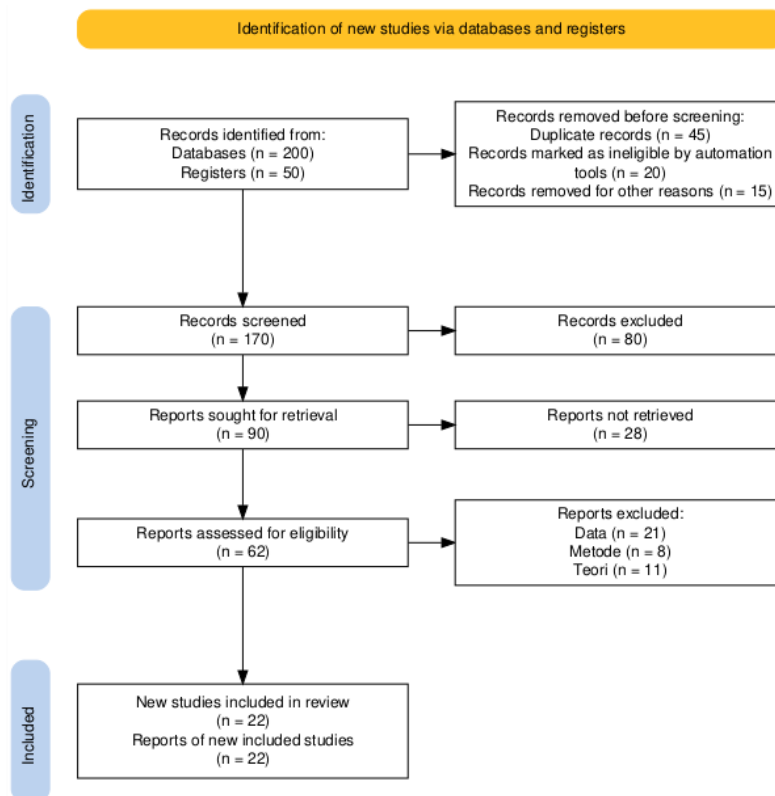 Identification of new studies via databases and registers
Identification
Records identified from:
Databases (n = 200)
Registers (n = 50)
Records removed before screening:
Duplicate records (n = 45)
Records marked as ineligible by automation
tools (n = 20)
Records removed for other reasons (n = 15)
Screening
Records screened
(n = 170)
Records excluded
(n = 80)
Reports sought for retrieval
(n = 90)
Reports not retrieved
(n = 28)
Reports assessed for eligibility
(n = 62)
Reports excluded:
Data (n = 21)
Metode (n = 8)
Teori (n = 11)
Included
New studies included in review
(n = 22)
Reports of new included studies
(n = 22)